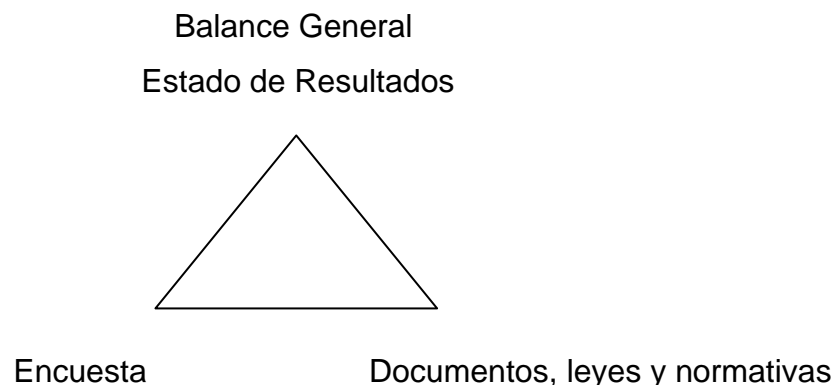 Balance General
Estado de Resultados
Encuesta
Documentos, leyes y normativas